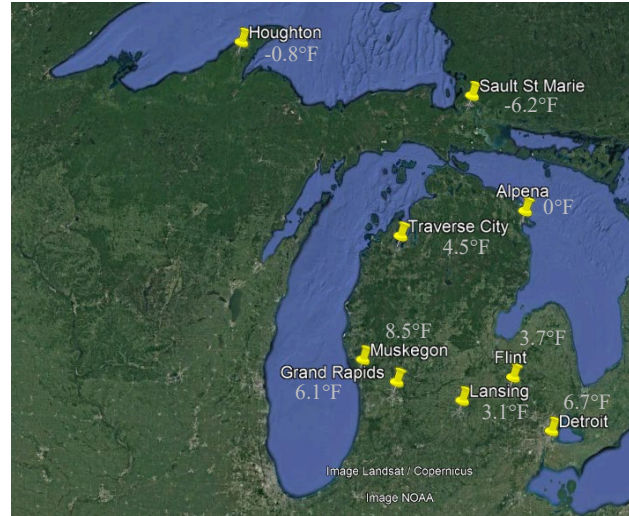 Houghton
-0.8°F
Sault St Marie
-6.2°F
Alpena
0°F
Traverse City
4.5°F
8.5°F
Muskegon
3.7°F
Flint
Grand Rapids
6.1°F
Lansing
3.1°F
6.7°F
Detroit
Image Landsat / Copernicus
Image NOAA